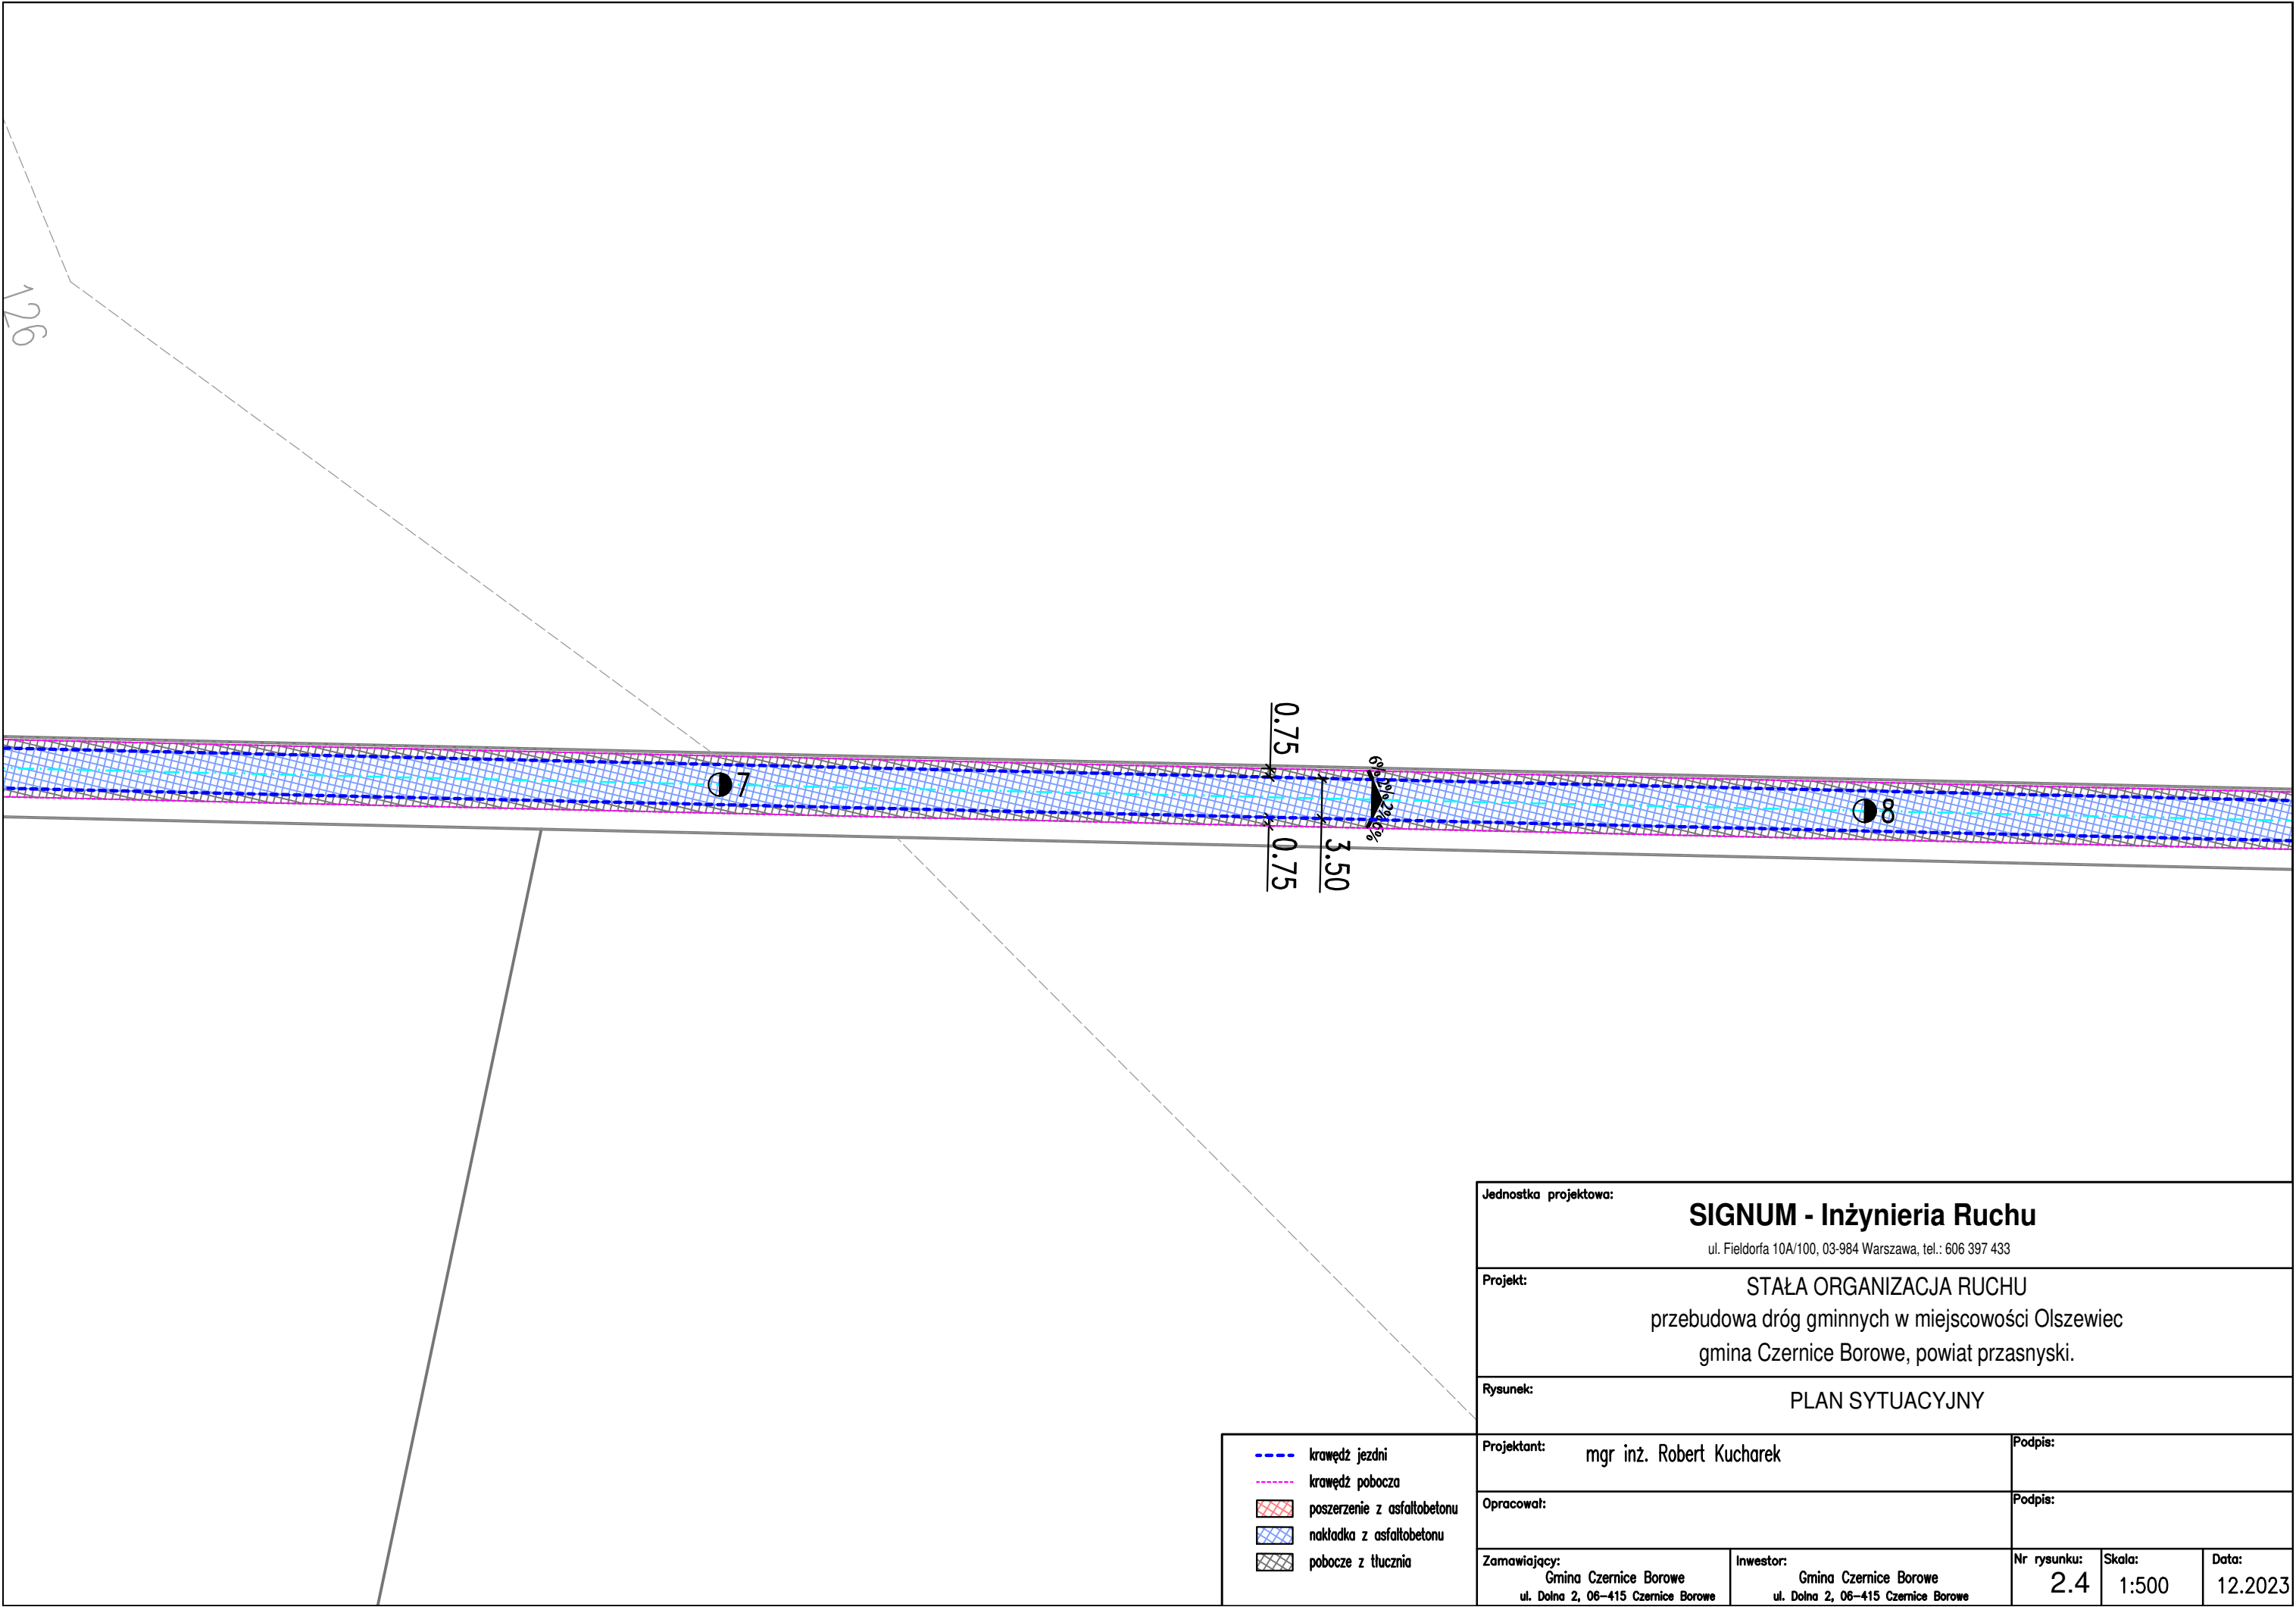 126
0.75
6% 2% 2% 6%
7
8
0.75
3.50
Jednostka projektowa:
SIGNUM - Inżynieria Ruchu
ul. Fieldorfa 10A/100, 03-984 Warszawa, tel.: 606 397 433
Projekt:
STAŁA ORGANIZACJA RUCHU
przebudowa dróg gminnych w miejscowości Olszewiec
gmina Czernice Borowe, powiat przasnyski.
Rysunek:
PLAN SYTUACYJNY
krawędź jezdni
krawędź pobocza
poszerzenie z asfaltobetonu
nakładka z asfaltobetonu
pobocze z tłucznia
Projektant:
mgr inż. Robert Kucharek
Podpis:
Opracował:
Podpis:
Zamawiający:
Gmina Czernice Borowe
ul. Dolna 2, 06-415 Czernice Borowe
Inwestor:
Gmina Czernice Borowe
ul. Dolna 2, 06-415 Czernice Borowe
Nr rysunku:
2.4
Skala:
1:500
Data:
12.2023